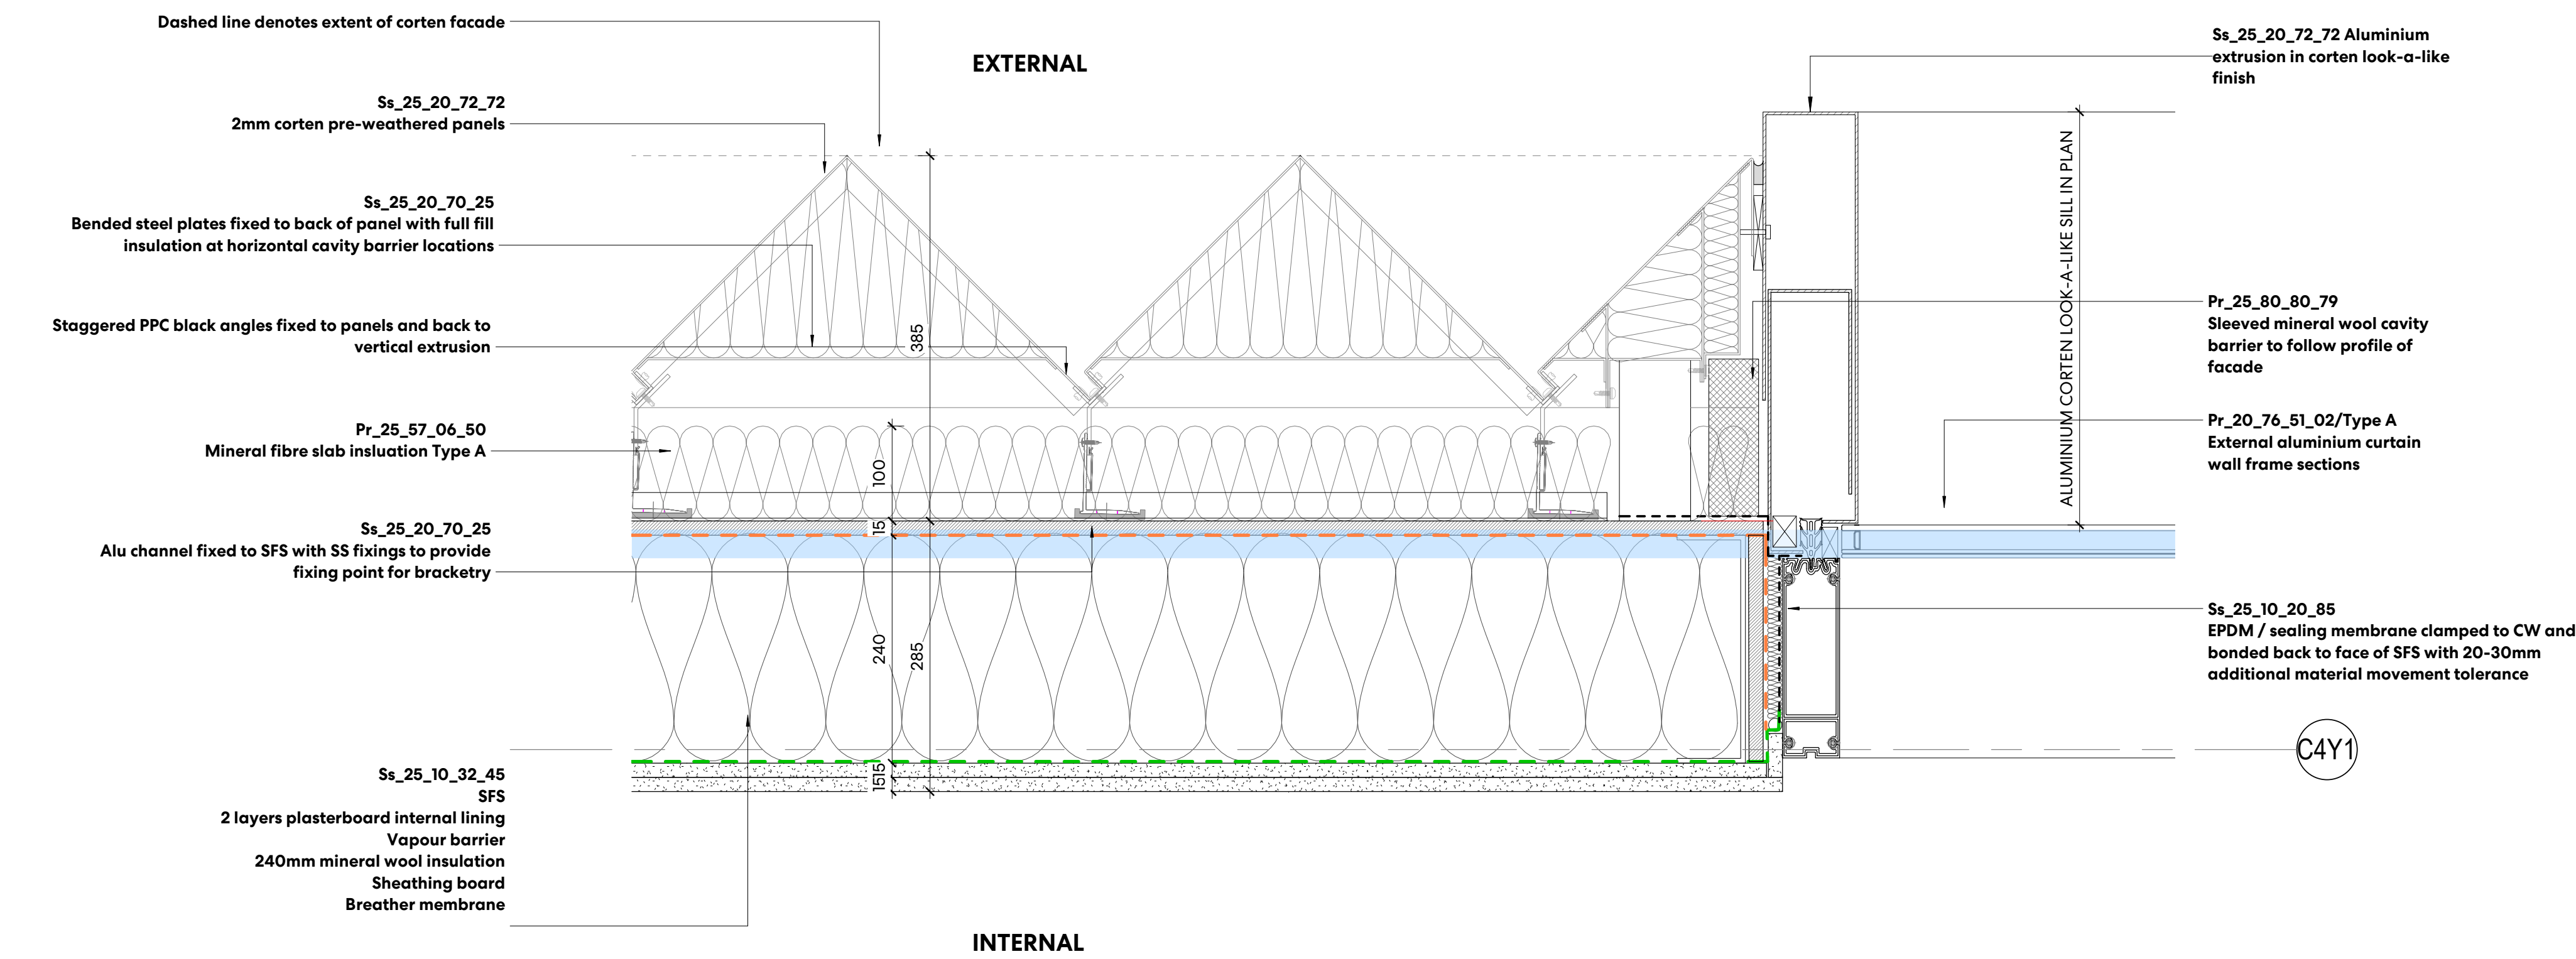 Dashed line denotes extent of corten facade
EXTERNAL
Ss_25_20_72_72
2mm corten pre-weathered panels
Ss_25_20_70_25
Bended steel plates fixed to back of panel with full fill
insulation at horizontal cavity barrier locations
Staggered PPC black angles fixed to panels and back to
vertical extrusion
Pr_25_57_06_50
Mineral fibre slab insluation Type A
Ss_25_20_70_25
Alu channel fixed to SFS with SS fixings to provide
fixing point for bracketry
Ss_25_10_32_45
SFS
2 layers plasterboard internal lining
Vapour barrier
240mm mineral wool insulation
Sheathing board
Breather membrane
385
100
15
240
285
1515
INTERNAL
Ss_25_20_72_72 Aluminium
extrusion in corten look-a-like
finish
ALUMINIUM CORTEN LOOK-A-LIKE SILL IN PLAN
Pr_25_80_80_79
Sleeved mineral wool cavity
barrier to follow profile of
facade
Pr_20_76_51_02/Type A
External aluminium curtain
wall frame sections
Ss_25_10_20_85
EPDM / sealing membrane clamped to CW and
bonded back to face of SFS with 20-30mm
additional material movement tolerance
C4Y1